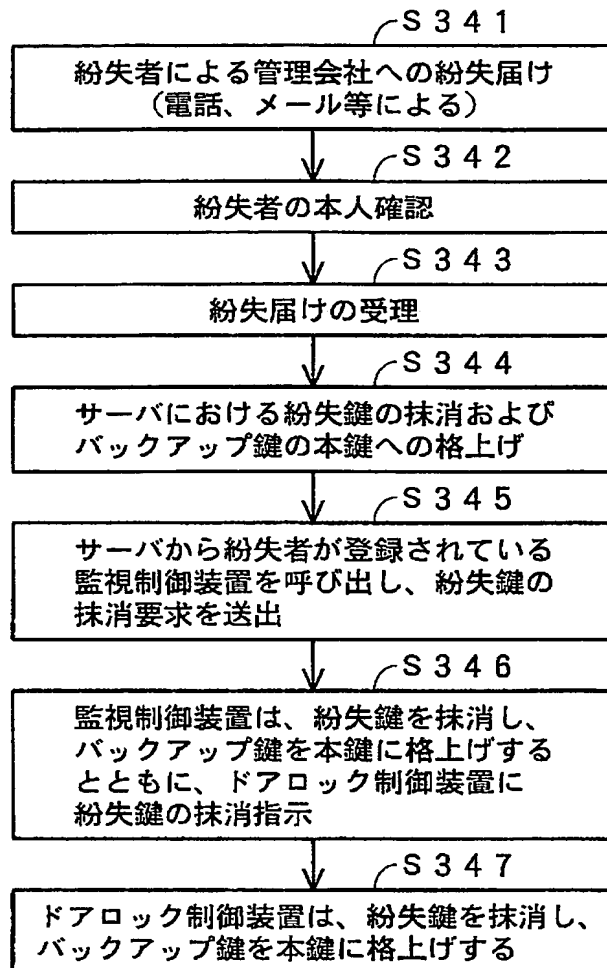 S341
紛失者による管理会社への紛失届け
(電話、メール等による)
S342
紛失者の本人確認
S343
紛失届けの受理
S344
サーバにおける紛失鍵の抹消および
バックアップ鍵の本鍵への格上げ
S345
サーバから紛失者が登録されている
監視制御装置を呼び出し、紛失鍵の
抹消要求を送出
S346
監視制御装置は、紛失鍵を抹消し、
バックアップ鍵を本鍵に格上げする
とともに、ドアロック制御装置に
紛失鍵の抹消指示
S347
ドアロック制御装置は、紛失鍵を抹消し、
バックアップ鍵を本鍵に格上げする